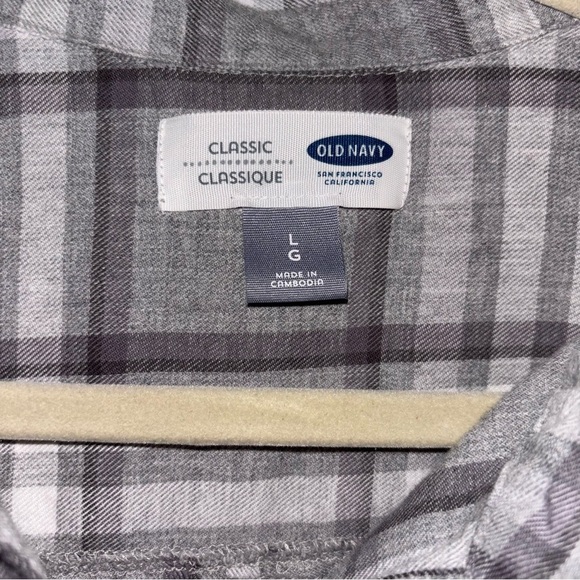 CLASSIC
CLASSIQUE
OLD NAVY
SAN FRANCISCO
CALIFORNIA
L
G
MADE IN
CAMBODIA